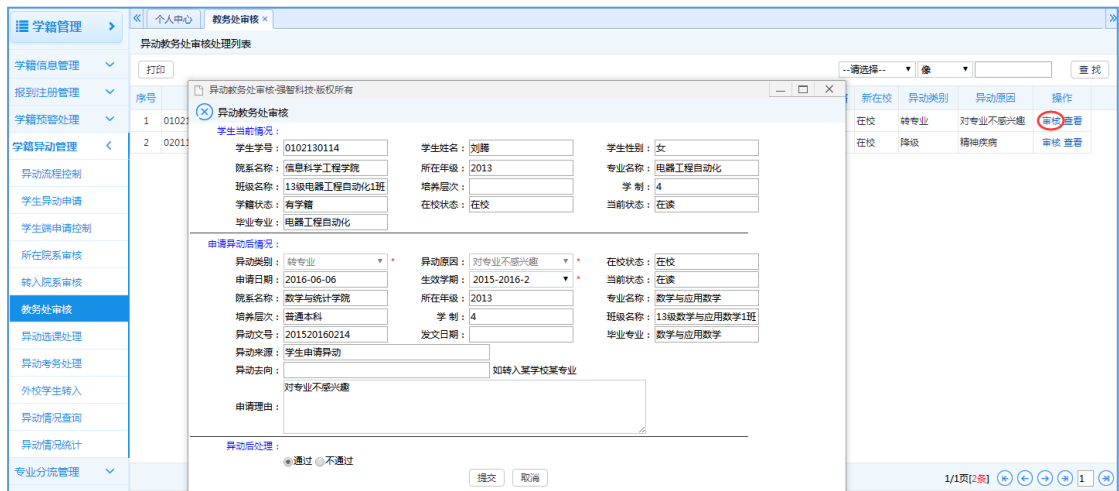 学籍管理
个人中心 教务处审核 ×
异动教务处审核处理列表
学籍信息管理
报到注册管理
学籍预警处理
学籍异动管理
异动流程控制
学生异动申请
学生端申请控制
所在院系审核
转入院系审核
教务处审核
异动选课处理
异动考务处理
外校学生转入
异动情况查询
异动情况统计
专业分流管理
打印 --请选择-- 像 查 找
序号 新在校 异动类别 异动原因 操作
1 01021 在校 转专业 对专业不感兴趣 审核 查看
2 02011 在校 降级 精神疾病 审核 查看
异动教务处审核-强智科技-版权所有
异动教务处审核
学生当前情况：
学生学号：0102130114 学生姓名：刘腾 学生性别：女
院系名称：信息科学工程学院 所在年级：2013 专业名称：电器工程自动化
班级名称：13级电器工程自动化1班 培养层次： 学 制：4
学籍状态：有学籍 在校状态：在校 当前状态：在读
毕业专业：电器工程自动化
申请异动后情况：
异动类别：转专业 * 异动原因：对专业不感兴趣 * 在校状态：在校
申请日期：2016-06-06 生效学期：2015-2016-2 * 当前状态：在读
院系名称：数学与统计学院 所在年级：2013 专业名称：数学与应用数学
培养层次：普通本科 学 制：4 班级名称：13级数学与应用数学1班
异动文号：201520160214 发文日期： 毕业专业：数学与应用数学
异动来源：学生申请异动
异动去向： 如转入某学校某专业
申请理由：对专业不感兴趣
异动后处理：
通过 不通过
提交 取消
1/1页[2条] 1